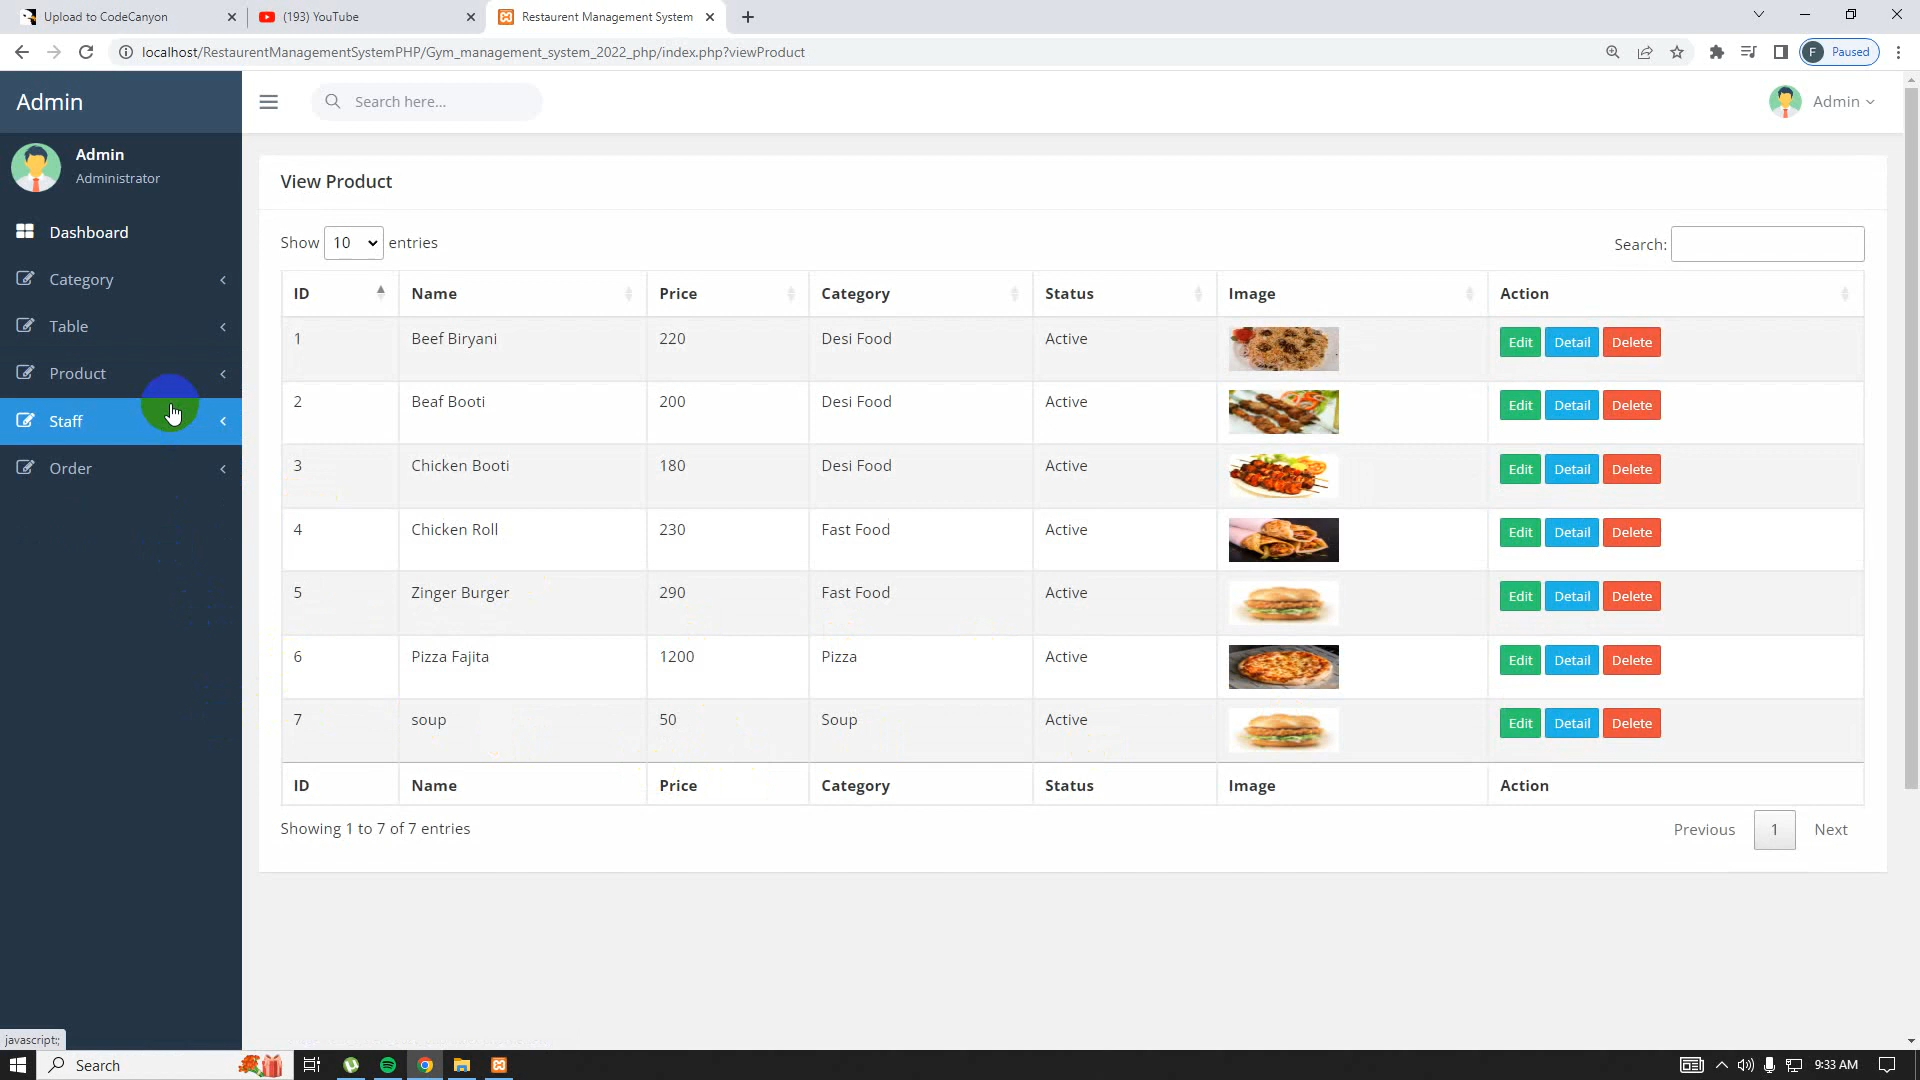 Upload to CodeCanyon
(193) YouTube
Restaurent Management System
localhost/RestaurentManagementSystemPHP/Gym_management_system_2022_php/index.php?viewProduct
F Paused
Admin
Search here...
Admin
Admin
Administrator
Dashboard
Category
Table
Product
Staff
Order
View Product
Show 10 entries
Search:
ID Name Price Category Status Image Action
1 Beef Biryani 220 Desi Food Active Edit Detail Delete
2 Beaf Booti 200 Desi Food Active Edit Detail Delete
3 Chicken Booti 180 Desi Food Active Edit Detail Delete
4 Chicken Roll 230 Fast Food Active Edit Detail Delete
5 Zinger Burger 290 Fast Food Active Edit Detail Delete
6 Pizza Fajita 1200 Pizza Active Edit Detail Delete
7 soup 50 Soup Active Edit Detail Delete
ID Name Price Category Status Image Action
Showing 1 to 7 of 7 entries
Previous 1 Next
javascript:;
Search
9:33 AM